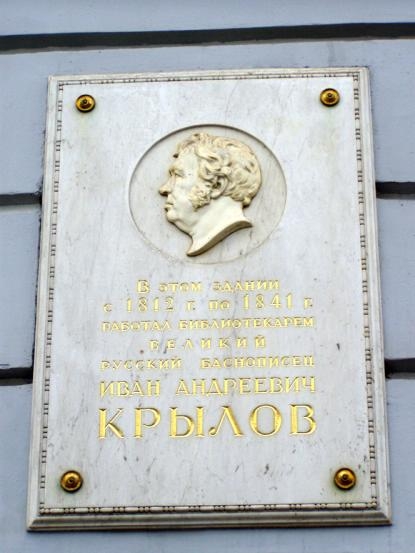 В ЭТОМ ЗДАНИИ
С 1812 Г. ПО 1841 Г.
РАБОТАЛ БИБЛИОТЕКАРЕМ
ВЕЛИКИЙ
РУССКИЙ БАСНОПИСЕЦ
ИВАН АНДРЕЕВИЧ
КРЫЛОВ